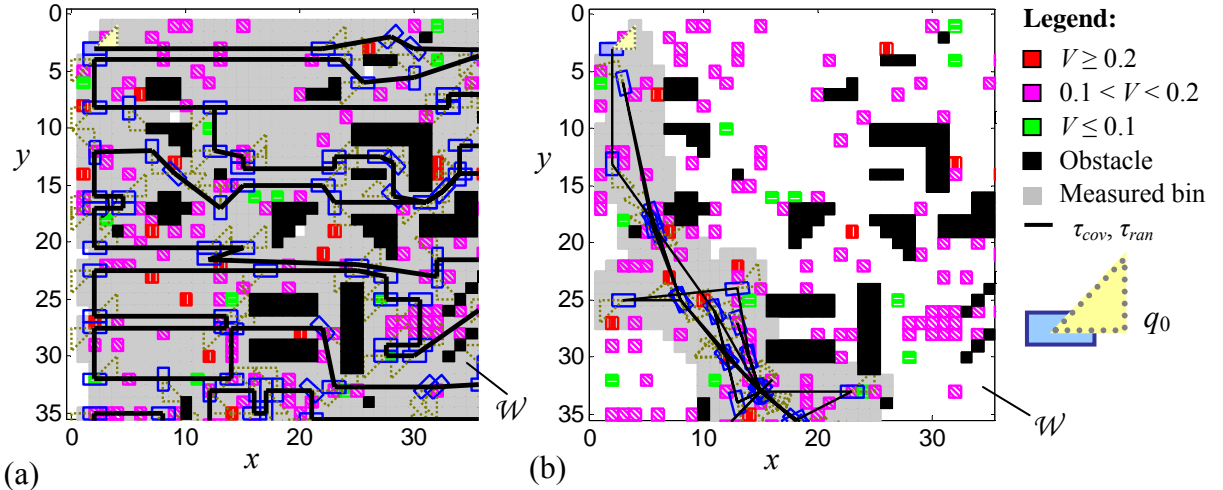 0
5
10
15
20
25
30
35
y
0
10
20
30
x
𝒲
(a)
0
5
10
15
20
25
30
35
y
0
10
20
30
x
𝒲
(b)
Legend:
V ≥ 0.2
0.1 < V < 0.2
V ≤ 0.1
Obstacle
Measured bin
τcov, τran
q0